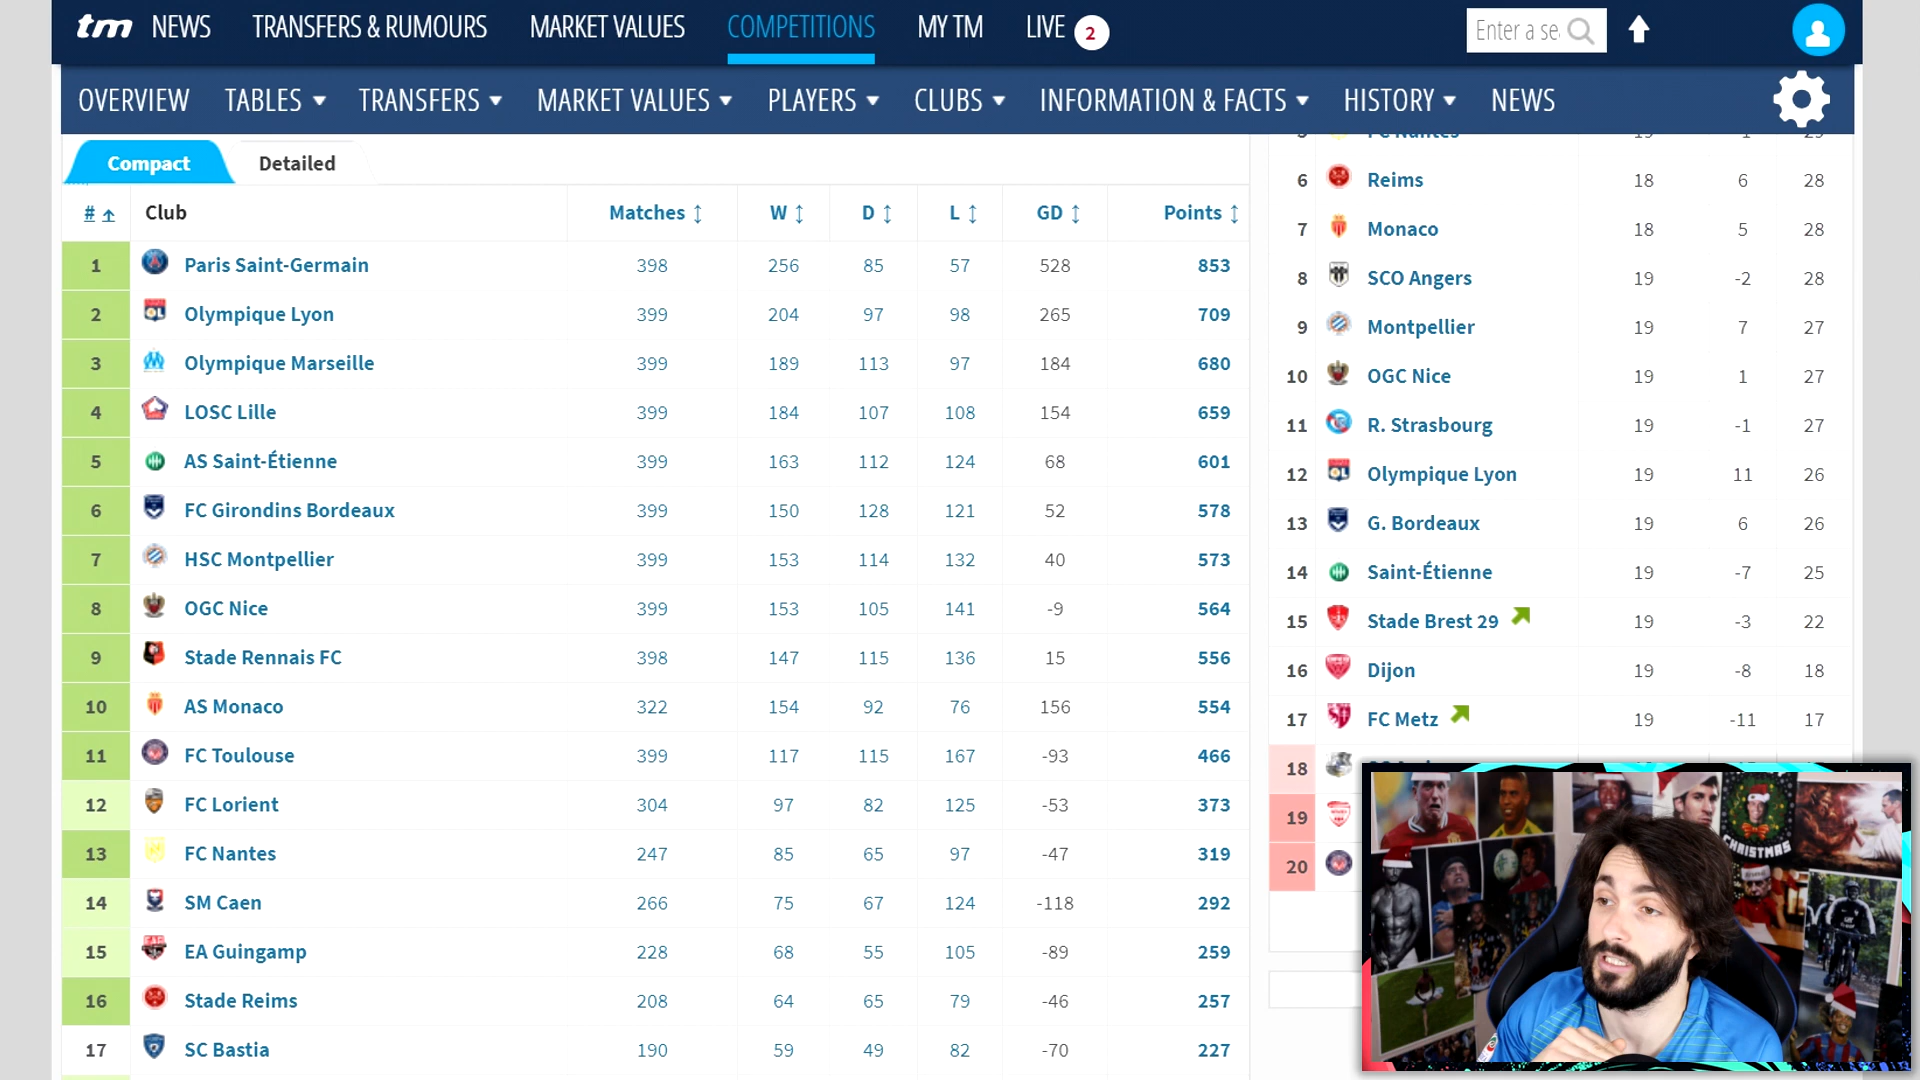 tm NEWS TRANSFERS & RUMOURS MARKET VALUES COMPETITIONS MY TM LIVE 2 Enter a se
OVERVIEW TABLES TRANSFERS MARKET VALUES PLAYERS CLUBS INFORMATION & FACTS HISTORY NEWS
Compact Detailed
# Club Matches W D L GD Points
1 Paris Saint-Germain 398 256 85 57 528 853
2 Olympique Lyon 399 204 97 98 265 709
3 Olympique Marseille 399 189 113 97 184 680
4 LOSC Lille 399 184 107 108 154 659
5 AS Saint-Étienne 399 163 112 124 68 601
6 FC Girondins Bordeaux 399 150 128 121 52 578
7 HSC Montpellier 399 153 114 132 40 573
8 OGC Nice 399 153 105 141 -9 564
9 Stade Rennais FC 398 147 115 136 15 556
10 AS Monaco 322 154 92 76 156 554
11 FC Toulouse 399 117 115 167 -93 466
12 FC Lorient 304 97 82 125 -53 373
13 FC Nantes 247 85 65 97 -47 319
14 SM Caen 266 75 67 124 -118 292
15 EA Guingamp 228 68 55 105 -89 259
16 Stade Reims 208 64 65 79 -46 257
17 SC Bastia 190 59 49 82 -70 227
FC Nantes 19
6 Reims 18 6 28
7 Monaco 18 5 28
8 SCO Angers 19 -2 28
9 Montpellier 19 7 27
10 OGC Nice 19 1 27
11 R. Strasbourg 19 -1 27
12 Olympique Lyon 19 11 26
13 G. Bordeaux 19 6 26
14 Saint-Étienne 19 -7 25
15 Stade Brest 29 19 -3 22
16 Dijon 19 -8 18
17 FC Metz 19 -11 17
18
19
20
CHRISTMAS